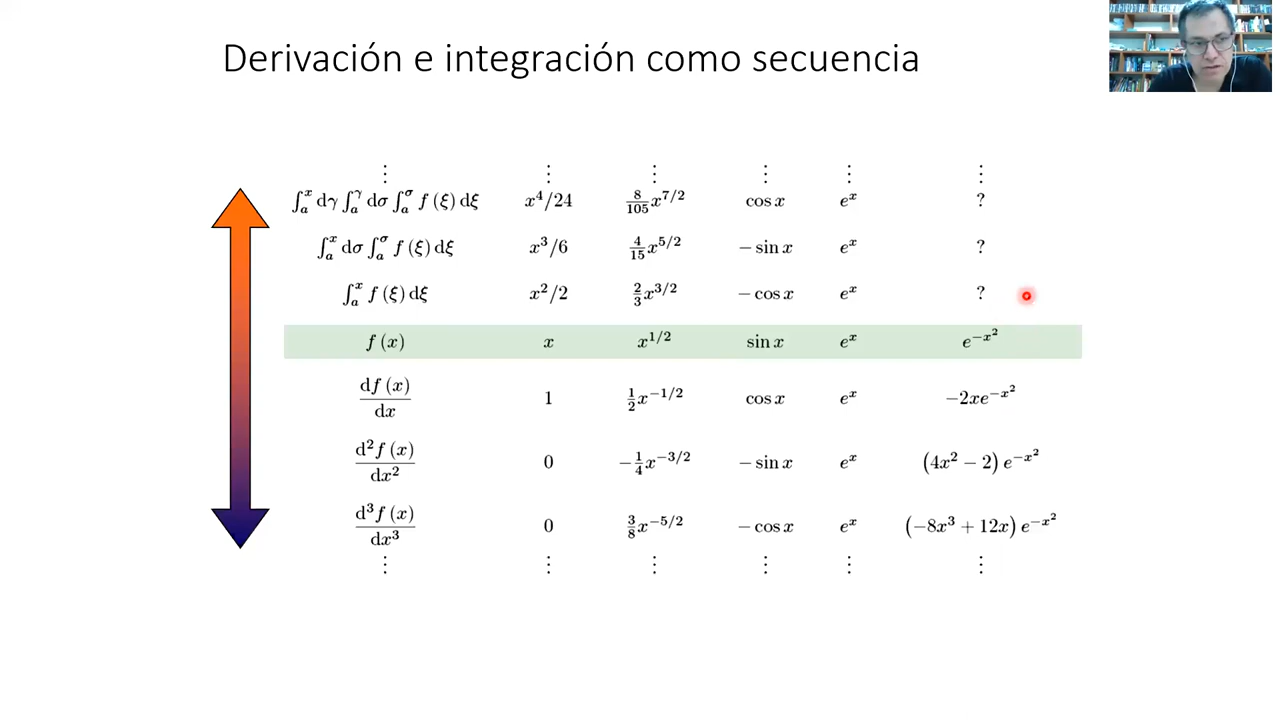 Derivación e integración como secuencia
⋮ ⋮ ⋮ ⋮ ⋮ ⋮
∫ₐˣ dγ ∫ₐᵞ dσ ∫ₐ^σ f(ξ) dξ x⁴/24 8/105 x^{7/2} cos x eˣ ?
∫ₐˣ dσ ∫ₐ^σ f(ξ) dξ x³/6 4/15 x^{5/2} − sin x eˣ ?
∫ₐˣ f(ξ) dξ x²/2 2/3 x^{3/2} − cos x eˣ ?
f(x) x x^{1/2} sin x eˣ e^{−x²}
df(x)/dx 1 1/2 x^{−1/2} cos x eˣ −2xe^{−x²}
d²f(x)/dx² 0 −1/4 x^{−3/2} − sin x eˣ (4x² − 2) e^{−x²}
d³f(x)/dx³ 0 3/8 x^{−5/2} − cos x eˣ (−8x³ + 12x) e^{−x²}
⋮ ⋮ ⋮ ⋮ ⋮ ⋮